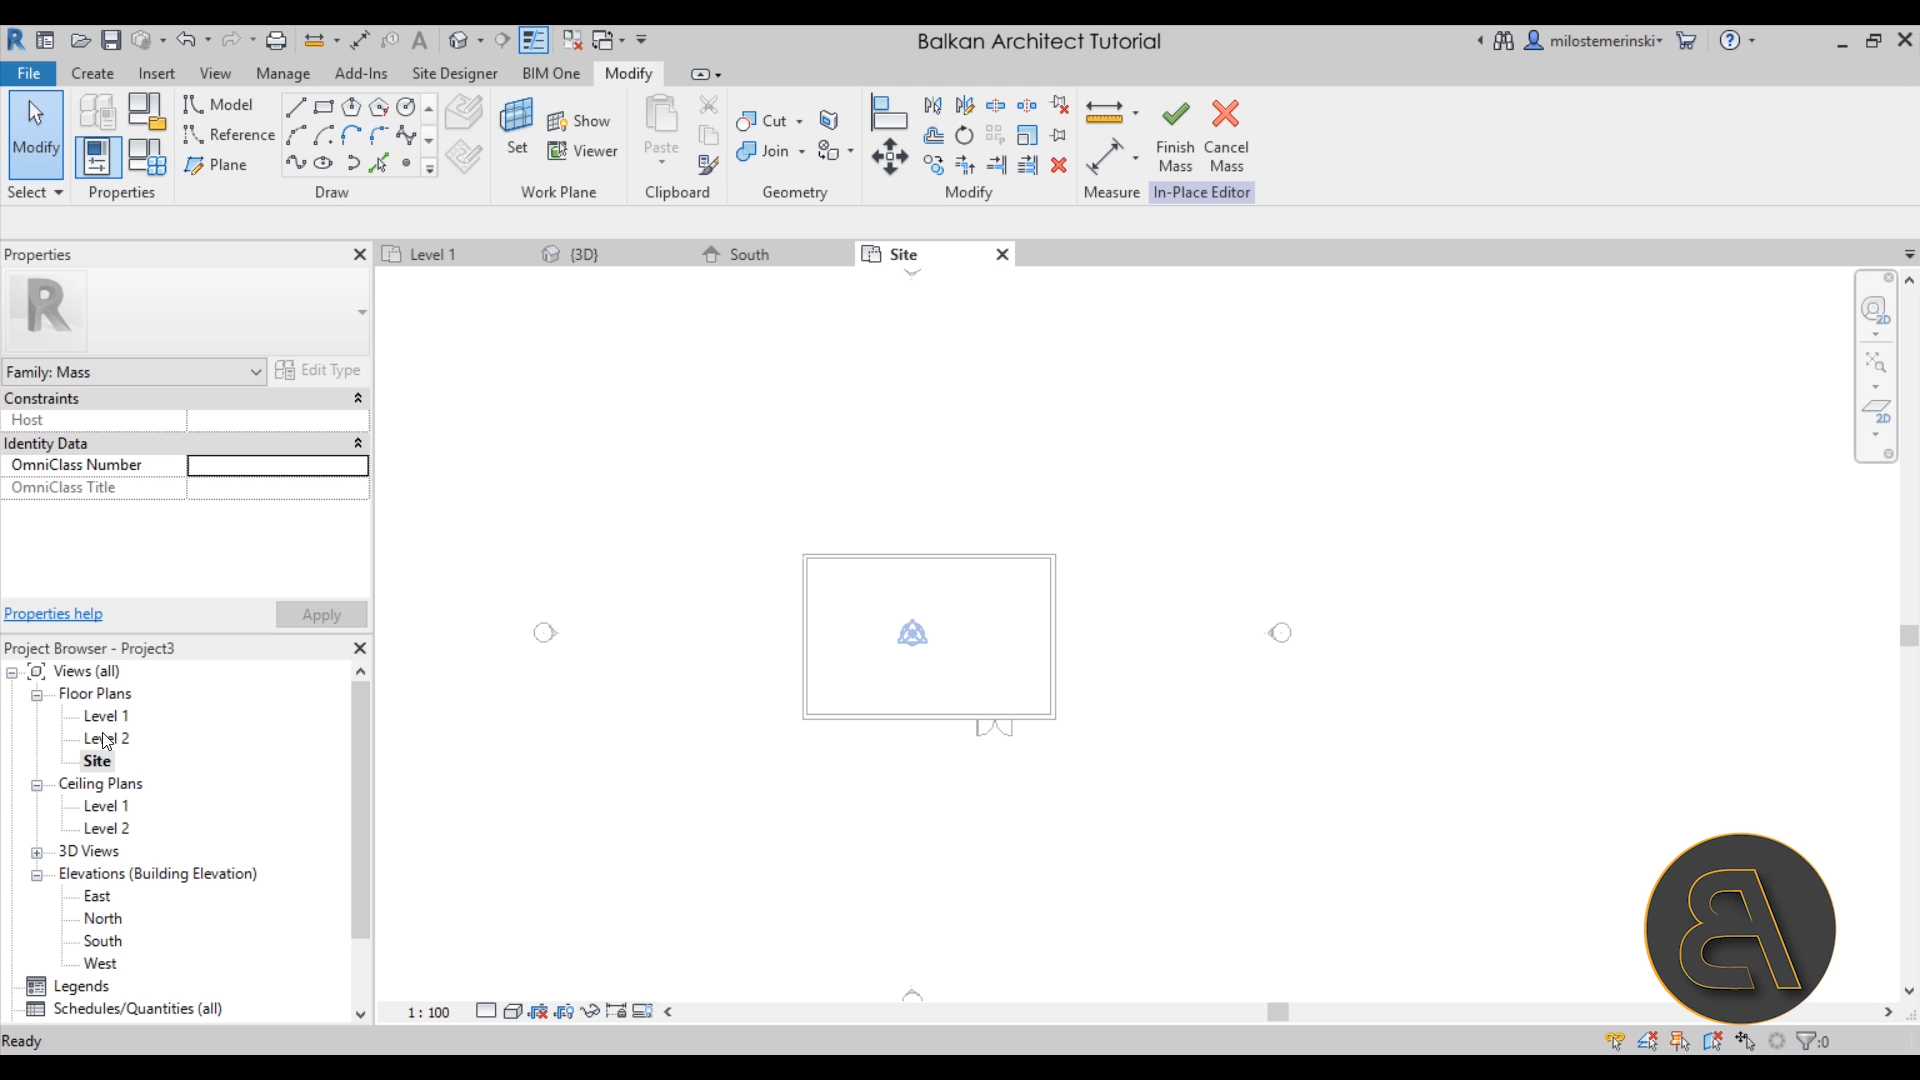 Balkan Architect Tutorial
milostemerinski
File Create Insert View Manage Add-Ins Site Designer BIM One Modify
Modify
Model
Reference
Plane
Set
Show
Viewer
Paste
Cut
Join
Finish Mass
Cancel Mass
Select Properties Draw Work Plane Clipboard Geometry Modify Measure In-Place Editor
Properties
Level 1 {3D} South Site
R
2D
2D
Family: Mass Edit Type
Constraints
Host
Identity Data
OmniClass Number
OmniClass Title
Properties help Apply
Project Browser - Project3
Views (all)
Floor Plans
Level 1
Level 2
Site
Ceiling Plans
Level 1
Level 2
3D Views
Elevations (Building Elevation)
East
North
South
West
Legends
Schedules/Quantities (all)
1 : 100
Ready
:0